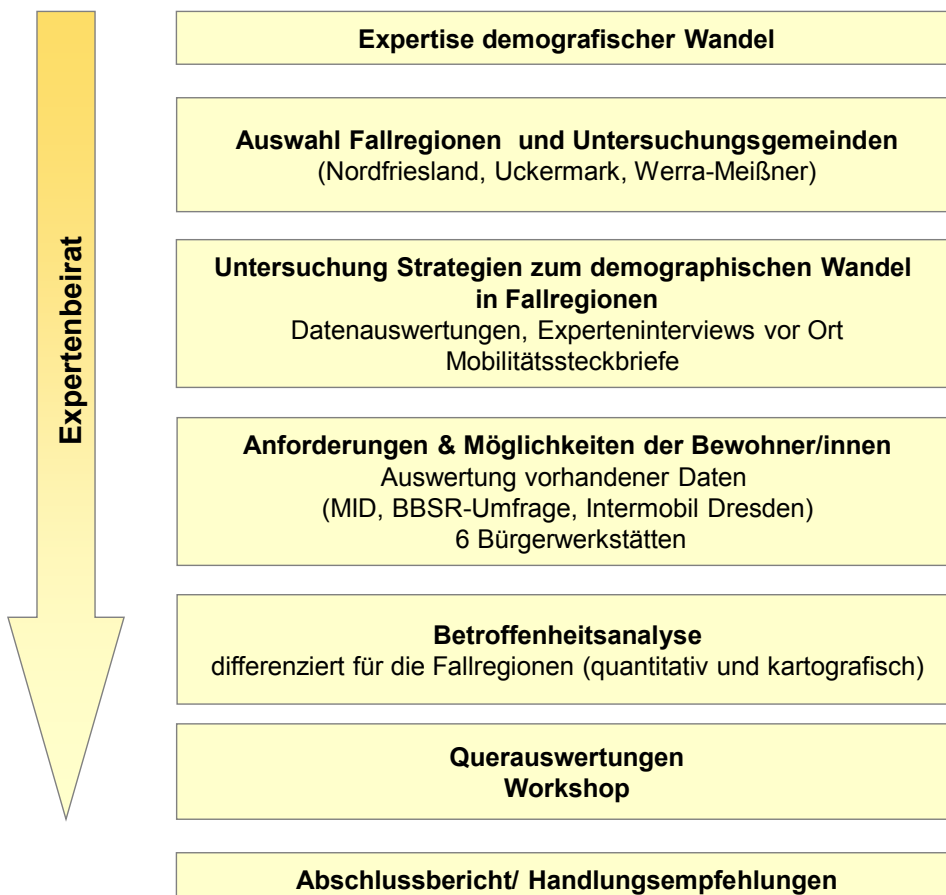 Expertenbeirat
Expertise demografischer Wandel
Auswahl Fallregionen und Untersuchungsgemeinden
(Nordfriesland, Uckermark, Werra-Meißner)
Untersuchung Strategien zum demographischen Wandel
in Fallregionen
Datenauswertungen, Experteninterviews vor Ort
Mobilitätssteckbriefe
Anforderungen & Möglichkeiten der Bewohner/innen
Auswertung vorhandener Daten
(MID, BBSR-Umfrage, Intermobil Dresden)
6 Bürgerwerkstätten
Betroffenheitsanalyse
differenziert für die Fallregionen (quantitativ und kartografisch)
Querauswertungen
Workshop
Abschlussbericht/ Handlungsempfehlungen